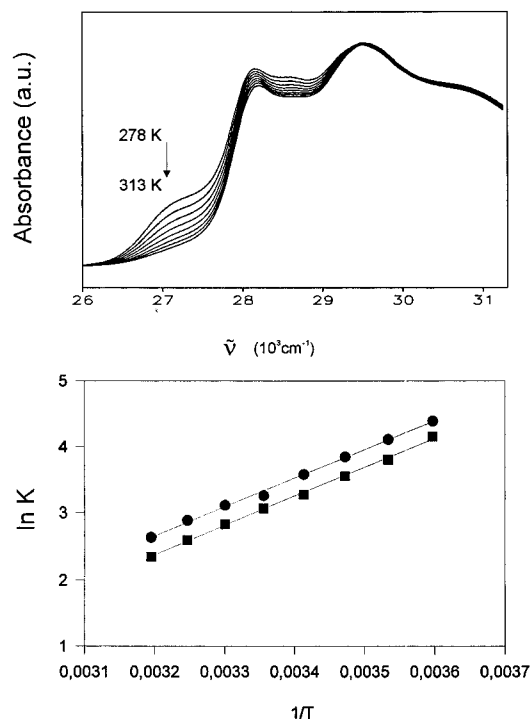 Absorbance (a.u.)
278 K
313 K
26 27 28 29 30 31
ṽ (10³cm⁻¹)
ln K
5
4
3
2
1
0,0031 0,0032 0,0033 0,0034 0,0035 0,0036 0,0037
1/T